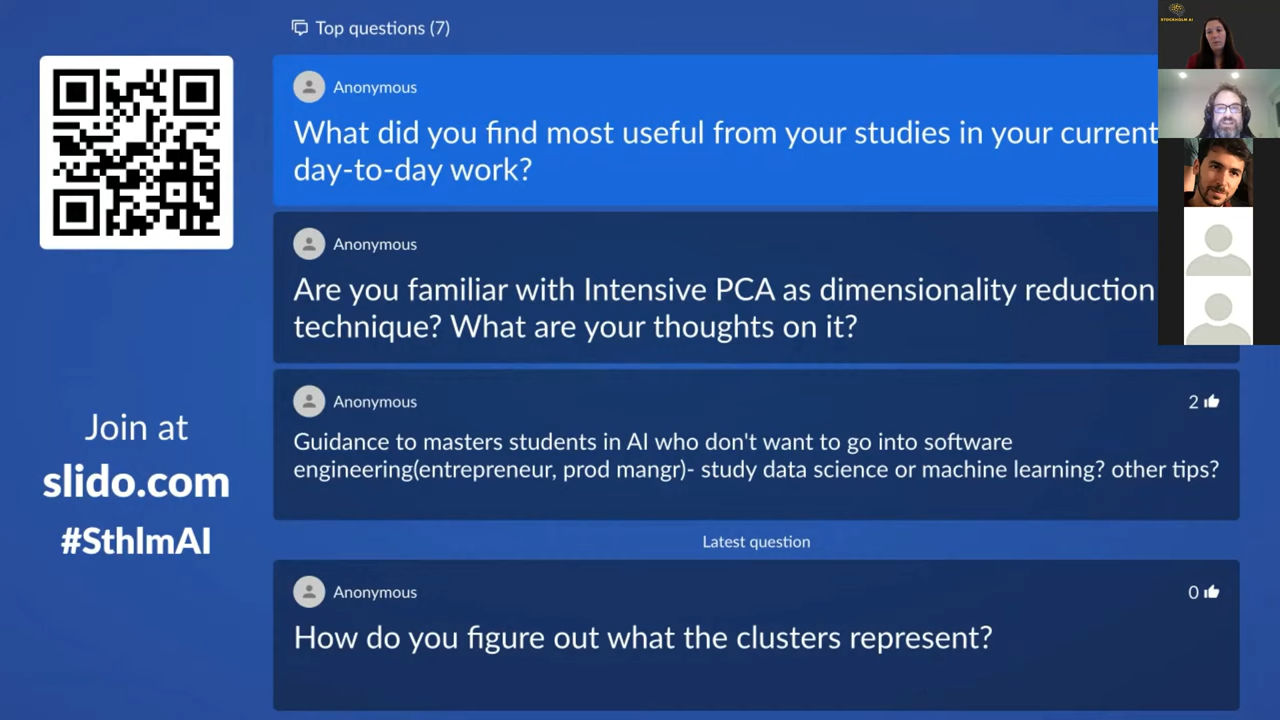 Top questions (7)
Anonymous
What did you find most useful from your studies in your current
day-to-day work?
Anonymous
Are you familiar with Intensive PCA as dimensionality reduction
technique? What are your thoughts on it?
Anonymous
2
Guidance to masters students in AI who don't want to go into software
engineering(entrepreneur, prod mangr)- study data science or machine learning? other tips?
Latest question
Anonymous
0
How do you figure out what the clusters represent?
Join at
slido.com
#SthlmAI
STOCKHOLM AI